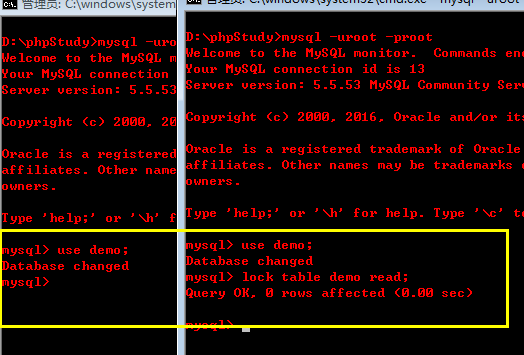 管理员: C:\windows\system
D:\phpStudy>mysql -uroo
Welcome to the MySQL m
Your MySQL connection
Server version: 5.5.5
Copyright (c) 2000, 20
Oracle is a registered
affiliates. Other name
owners.
Type 'help;' or '\h' f
mysql> use demo;
Database changed
mysql>
管理员: C:\windows\system32\cmd.exe - mysql -uroot
D:\phpStudy>mysql -uroot -proot
Welcome to the MySQL monitor.  Commands en
Your MySQL connection id is 13
Server version: 5.5.53 MySQL Community Serv
Copyright (c) 2000, 2016, Oracle and/or its
Oracle is a registered trademark of Oracle
affiliates. Other names may be trademarks o
owners.
Type 'help;' or '\h' for help. Type '\c' to
mysql> use demo;
Database changed
mysql> lock table demo read;
Query OK, 0 rows affected (0.00 sec)
mysql>